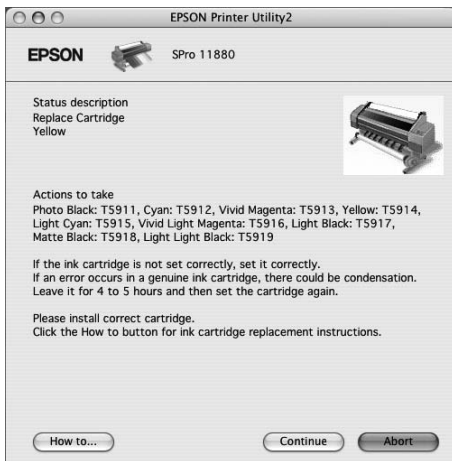 EPSON Printer Utility2
EPSON
SPro 11880
Status description
Replace Cartridge
Yellow
Actions to take
Photo Black: T5911, Cyan: T5912, Vivid Magenta: T5913, Yellow: T5914,
Light Cyan: T5915, Vivid Light Magenta: T5916, Light Black: T5917,
Matte Black: T5918, Light Light Black: T5919
If the ink cartridge is not set correctly, set it correctly.
If an error occurs in a genuine ink cartridge, there could be condensation.
Leave it for 4 to 5 hours and then set the cartridge again.
Please install correct cartridge.
Click the How to button for ink cartridge replacement instructions.
How to...
Continue
Abort